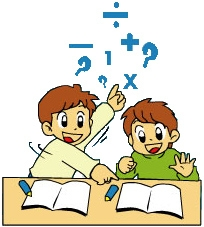 ÷
− + ?
? 1
? x